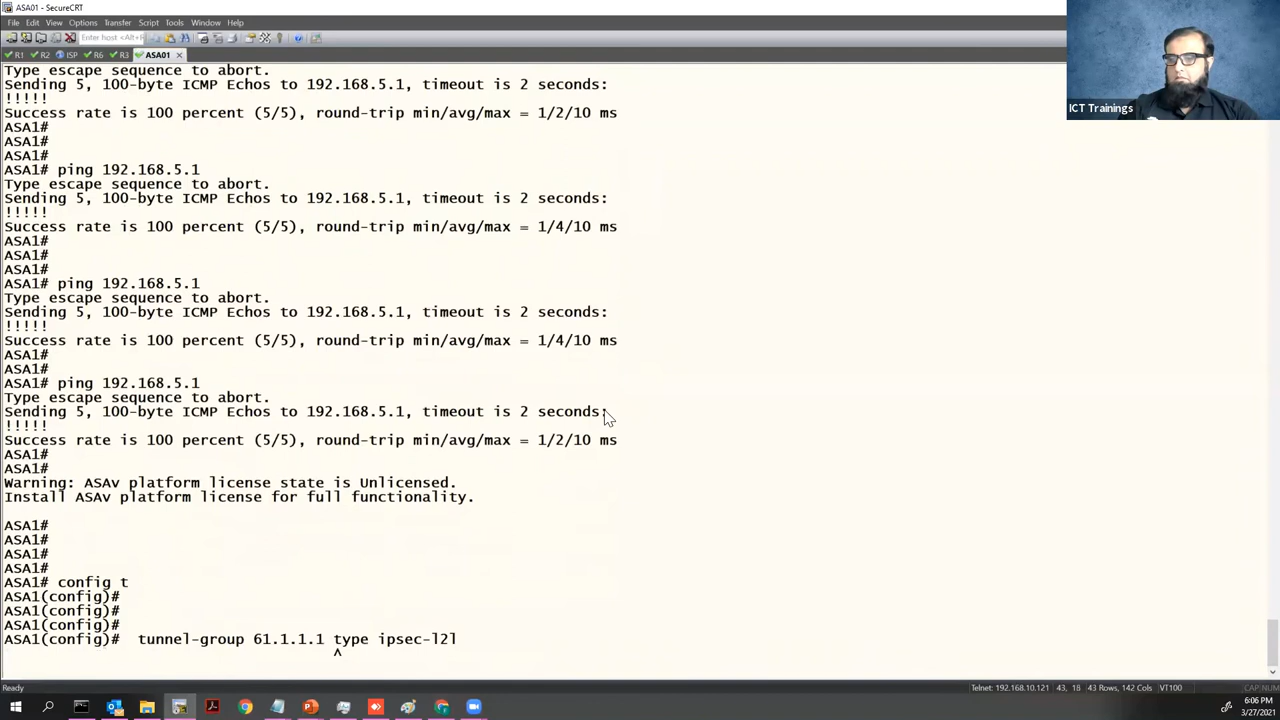 ASA01 - SecureCRT
File Edit View Options Transfer Script Tools Window Help
Enter host <Alt+R>
R1 R2 ISP R6 R3 ASA01
Type escape sequence to abort.
Sending 5, 100-byte ICMP Echos to 192.168.5.1, timeout is 2 seconds:
!!!!!
Success rate is 100 percent (5/5), round-trip min/avg/max = 1/2/10 ms
ASA1#
ASA1#
ASA1#
ASA1# ping 192.168.5.1
Type escape sequence to abort.
Sending 5, 100-byte ICMP Echos to 192.168.5.1, timeout is 2 seconds:
!!!!!
Success rate is 100 percent (5/5), round-trip min/avg/max = 1/4/10 ms
ASA1#
ASA1#
ASA1#
ASA1# ping 192.168.5.1
Type escape sequence to abort.
Sending 5, 100-byte ICMP Echos to 192.168.5.1, timeout is 2 seconds:
!!!!!
Success rate is 100 percent (5/5), round-trip min/avg/max = 1/4/10 ms
ASA1#
ASA1#
ASA1# ping 192.168.5.1
Type escape sequence to abort.
Sending 5, 100-byte ICMP Echos to 192.168.5.1, timeout is 2 seconds:
!!!!!
Success rate is 100 percent (5/5), round-trip min/avg/max = 1/2/10 ms
ASA1#
ASA1#
Warning: ASAv platform license state is Unlicensed.
Install ASAv platform license for full functionality.
ASA1#
ASA1#
ASA1#
ASA1#
ASA1# config t
ASA1(config)#
ASA1(config)#
ASA1(config)#
ASA1(config)#  tunnel-group 61.1.1.1 type ipsec-l2l
^
ICT Trainings
Ready
Telnet: 192.168.10.121 43, 18 43 Rows, 142 Cols VT100 CAP NUM
6:06 PM
3/27/2021